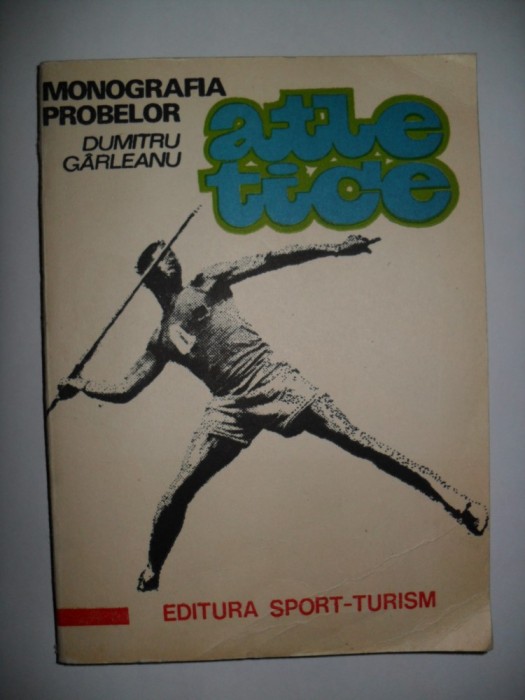 MONOGRAFIA
PROBELOR
atle
tice
DUMITRU
GÂRLEANU
EDITURA SPORT-TURISM